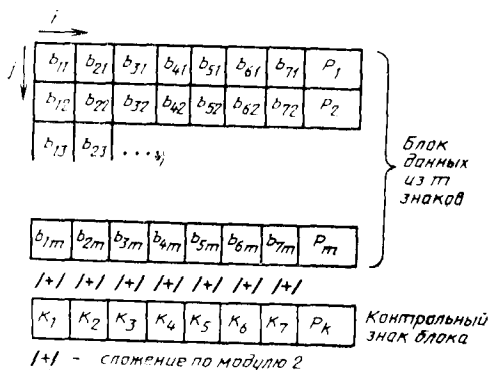 i
j
b11 b21 b31 b41 b51 b61 b71 P1
b12 b22 b32 b42 b52 b62 b72 P2
b13 b23 ....
Блок
данных
из m
знаков
b1m b2m b3m b4m b5m b6m b7m Pm
/+/ /+/ /+/ /+/ /+/ /+/ /+/
K1 K2 K3 K4 K5 K6 K7 Pk
Контрольный
знак блока
/+/ - сложение по модулю 2